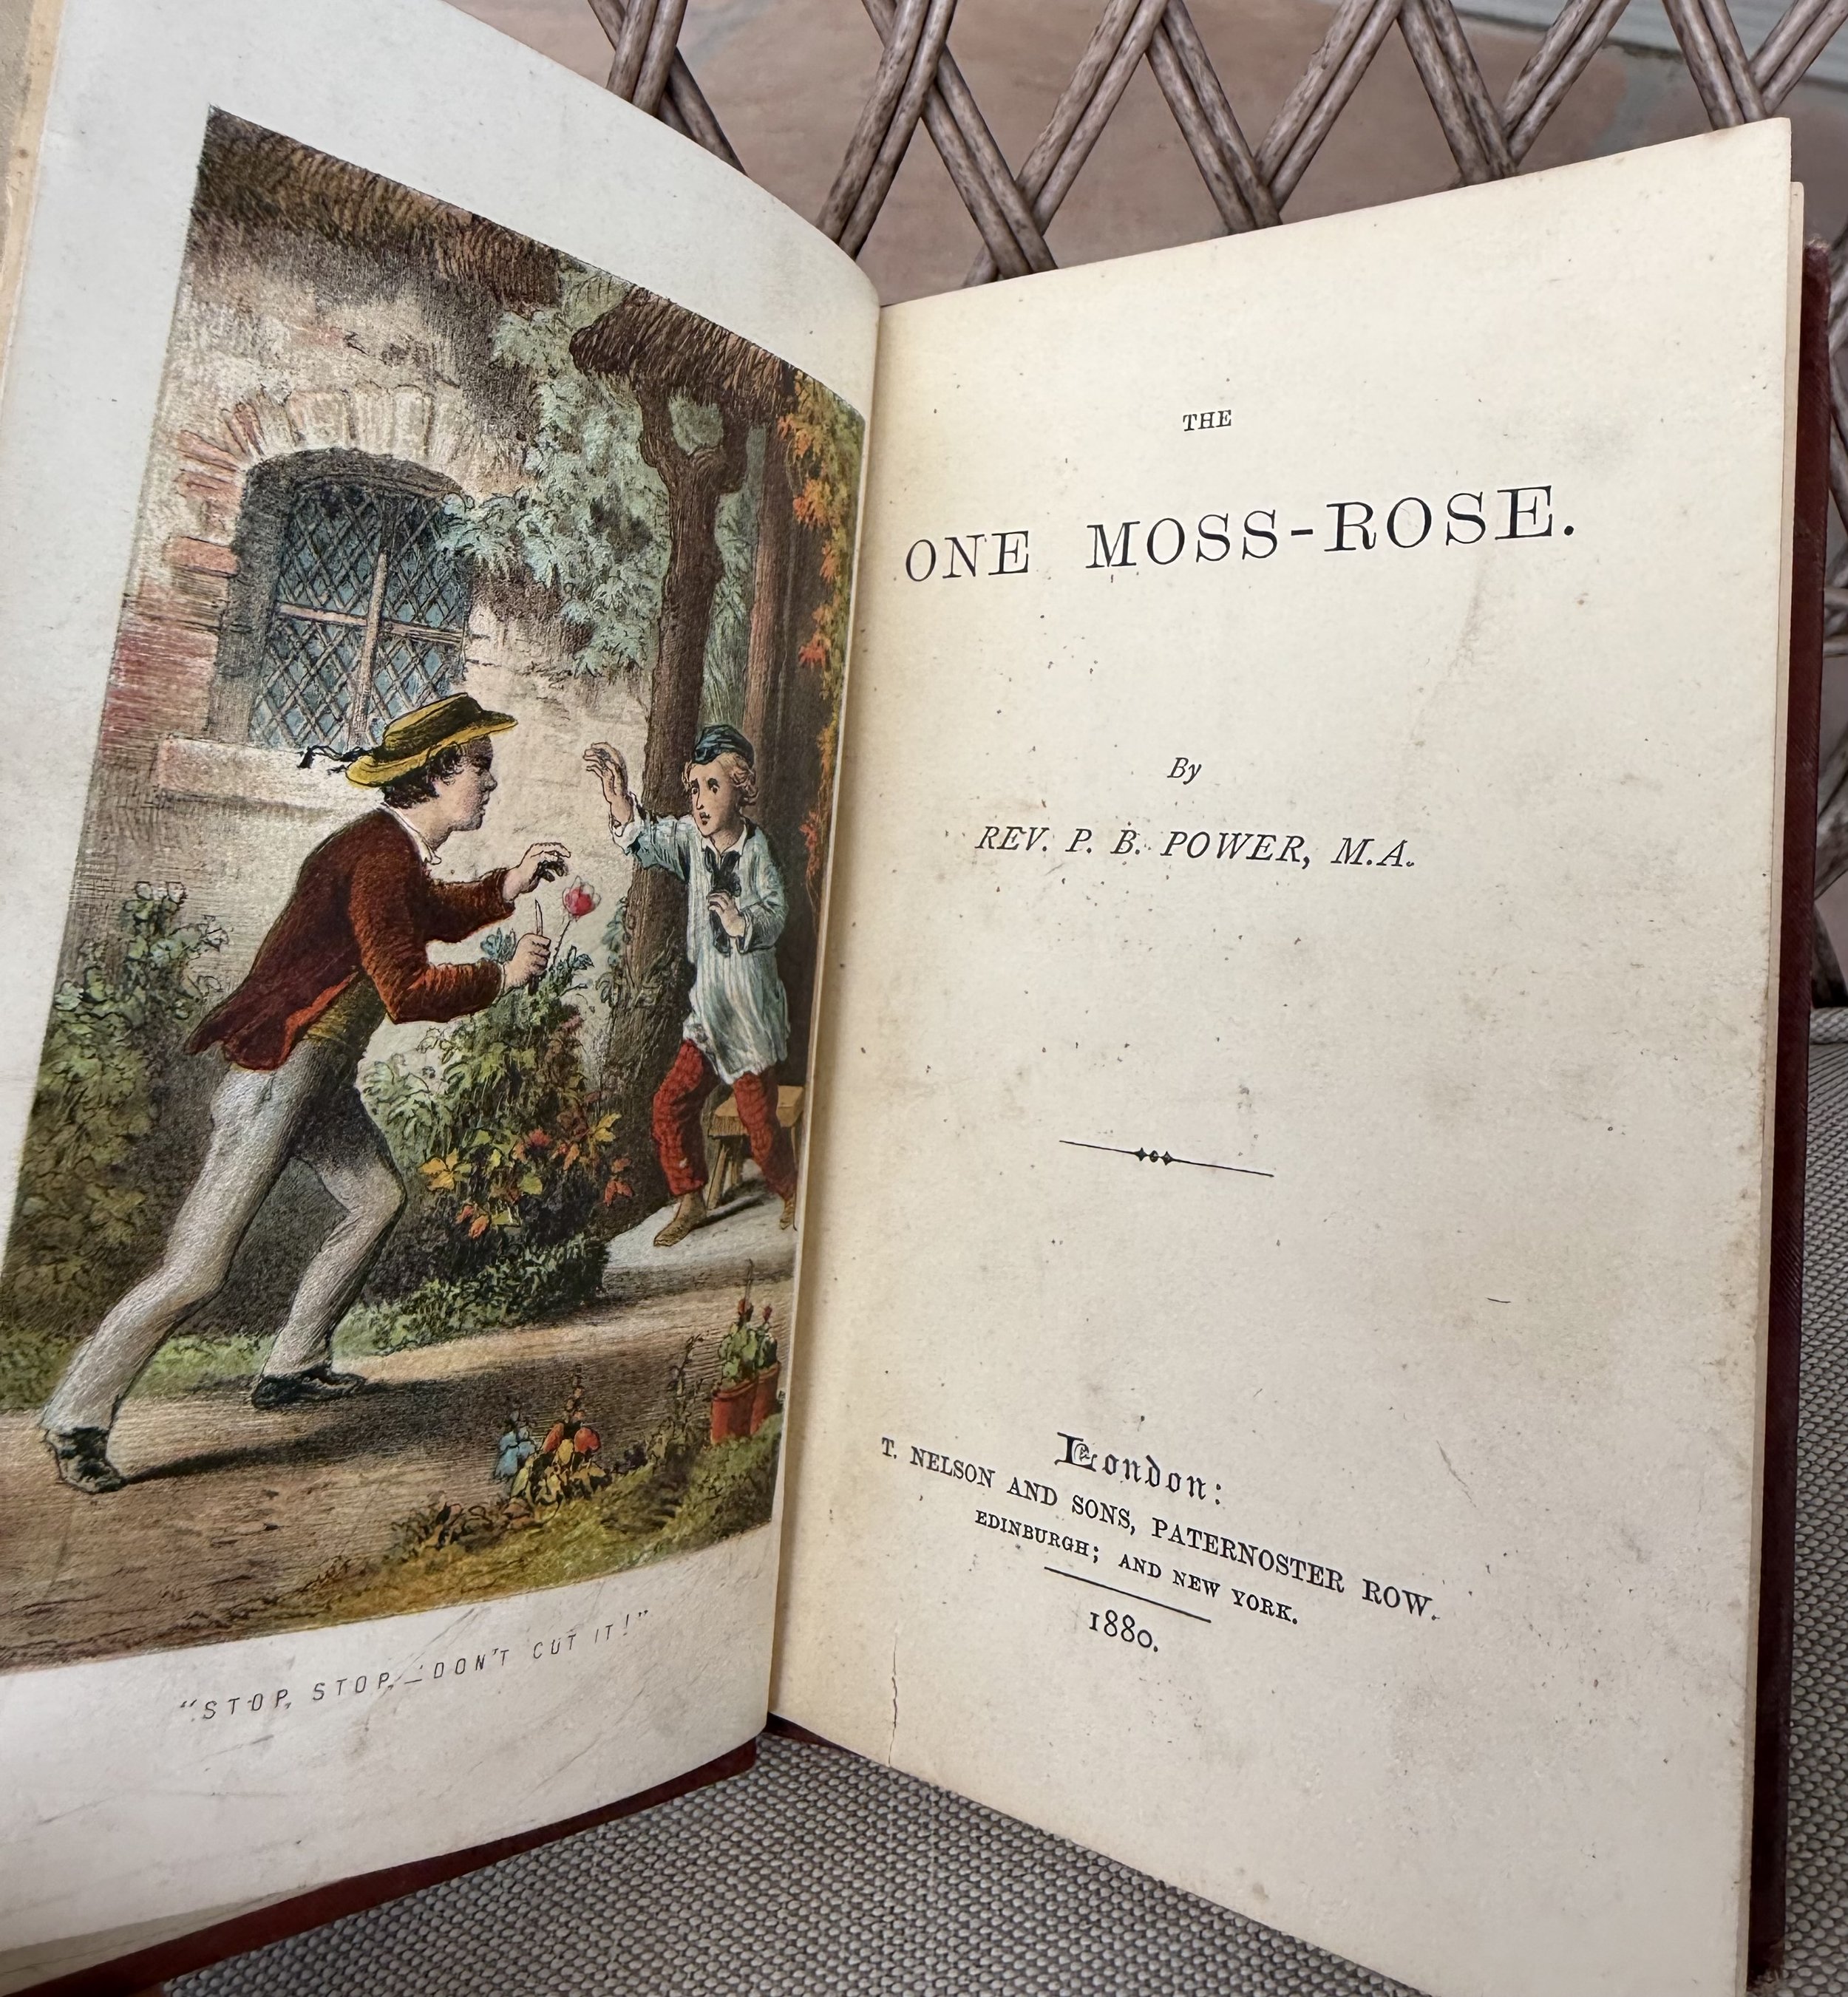 "STOP, STOP,—DON'T CUT IT!"
THE
ONE MOSS-ROSE.
By
REV. P. B. POWER, M.A.
London:
T. NELSON AND SONS, PATERNOSTER ROW.
EDINBURGH; AND NEW YORK.
1880.